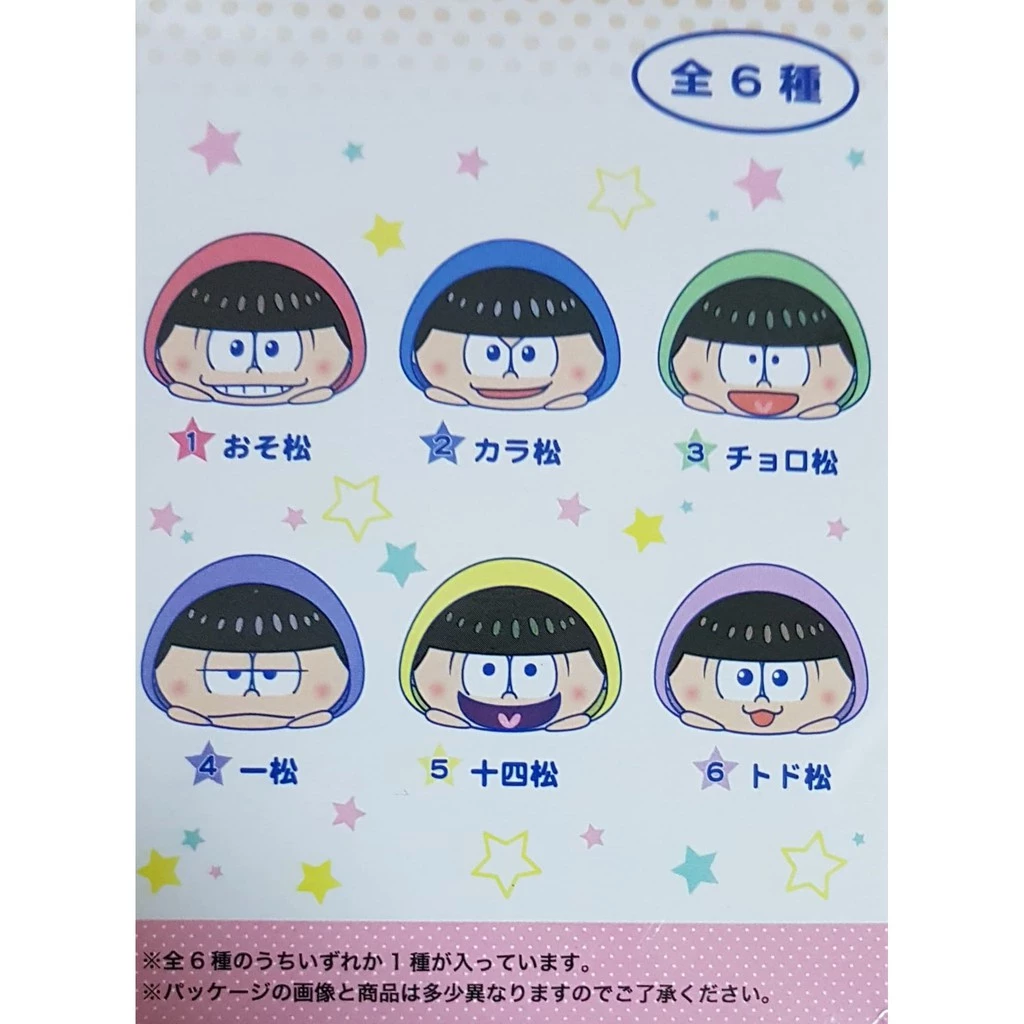 全6種
1 おそ松
2 カラ松
3 チョロ松
4 一松
5 十四松
6 トド松
※全6種のうちいずれか1種が入っています。
※パッケージの画像と商品は多少異なりますのでご了承ください。